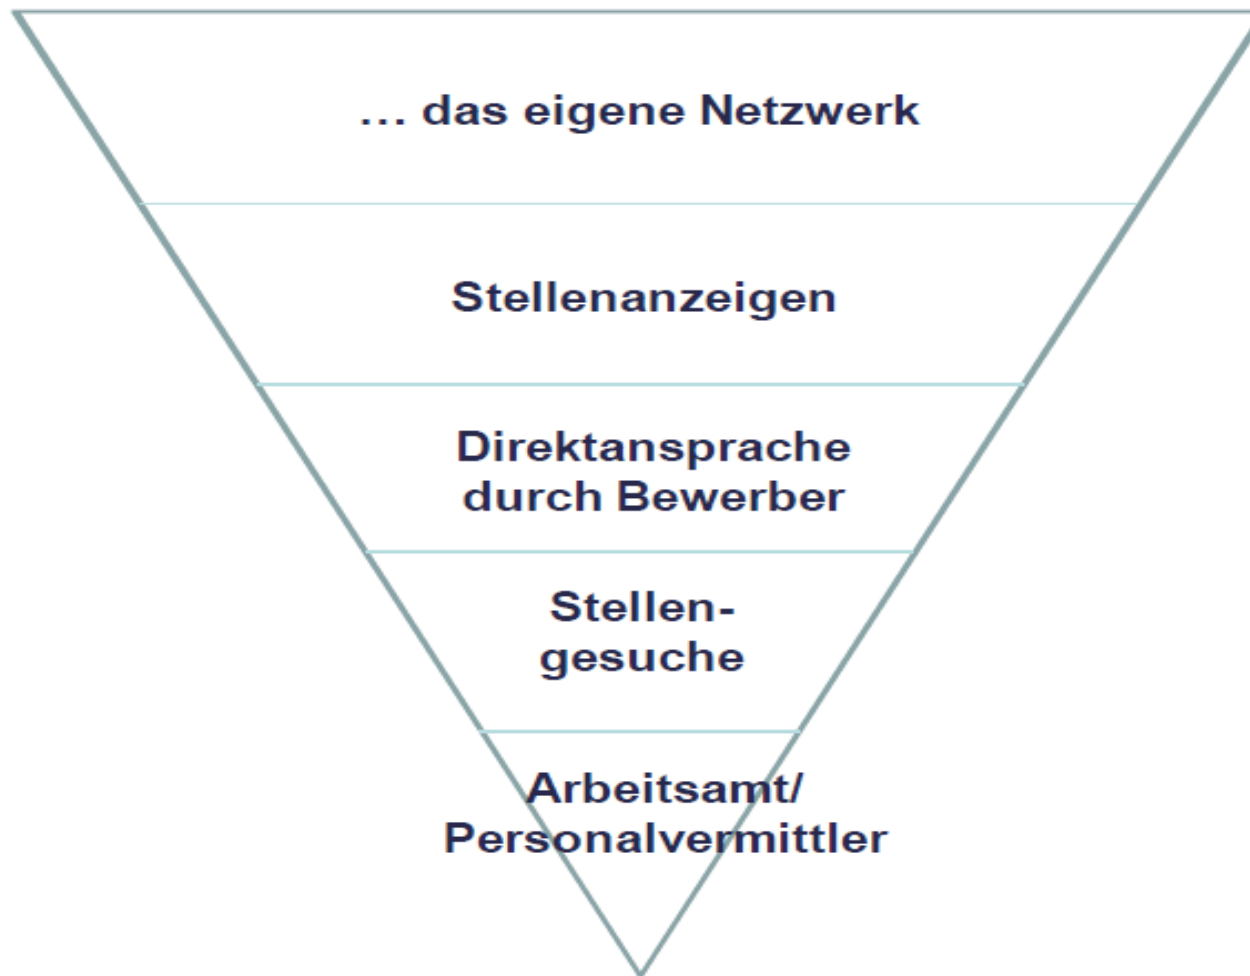 ... das eigene Netzwerk
Stellenanzeigen
Direktansprache
durch Bewerber
Stellen-
gesuche
Arbeitsamt/
Personalvermittler